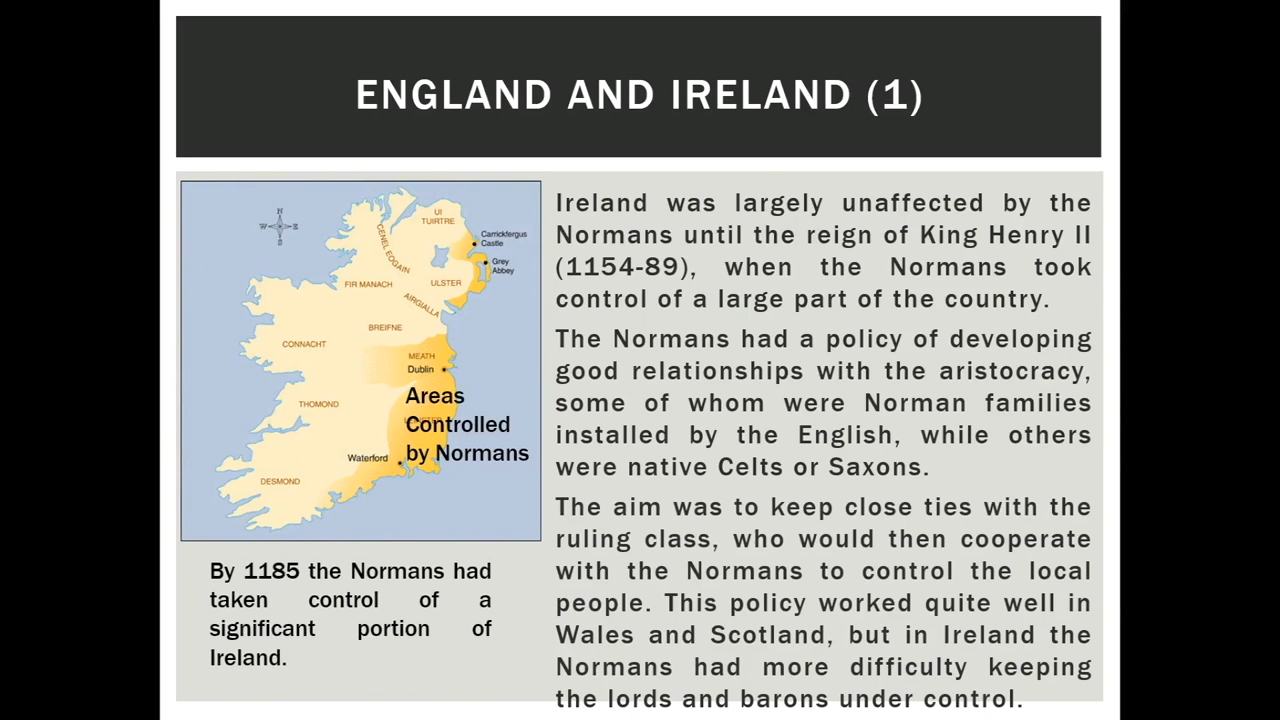 ENGLAND AND IRELAND (1)
N
W E
S
UI
TUIRTRE
CENEL EOGAIN
Carrickfergus
Castle
Grey
Abbey
FIR MANACH
ULSTER
AIRGIALLA
BREIFNE
CONNACHT
MEATH
Dublin
Areas
Controlled
by Normans
THOMOND
Waterford
DESMOND
By 1185 the Normans had
taken control of a
significant portion of
Ireland.
Ireland was largely unaffected by the
Normans until the reign of King Henry II
(1154-89), when the Normans took
control of a large part of the country.
The Normans had a policy of developing
good relationships with the aristocracy,
some of whom were Norman families
installed by the English, while others
were native Celts or Saxons.
The aim was to keep close ties with the
ruling class, who would then cooperate
with the Normans to control the local
people. This policy worked quite well in
Wales and Scotland, but in Ireland the
Normans had more difficulty keeping
the lords and barons under control.